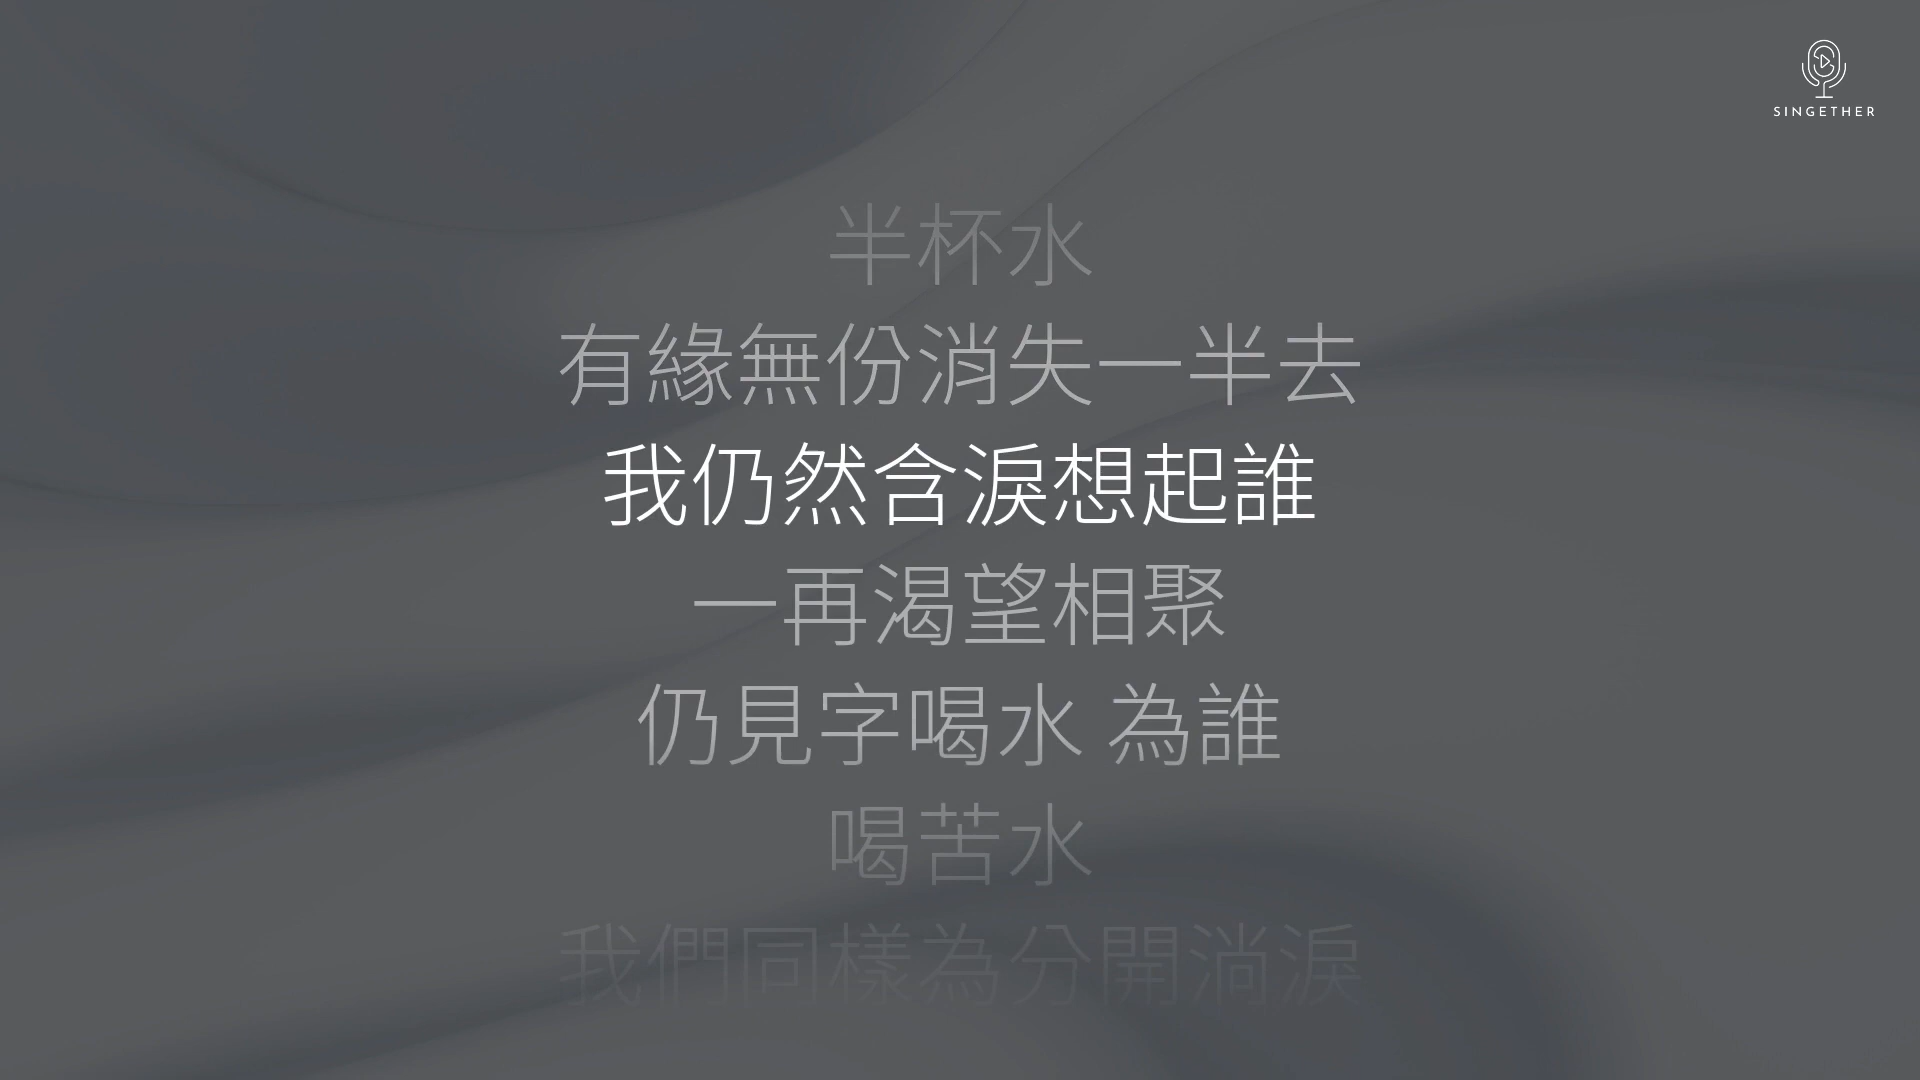 SINGETHER
半杯水
有緣無份消失一半去
我仍然含淚想起誰
一再渴望相聚
仍見字喝水 為誰
喝苦水
我們同樣為分開淌淚